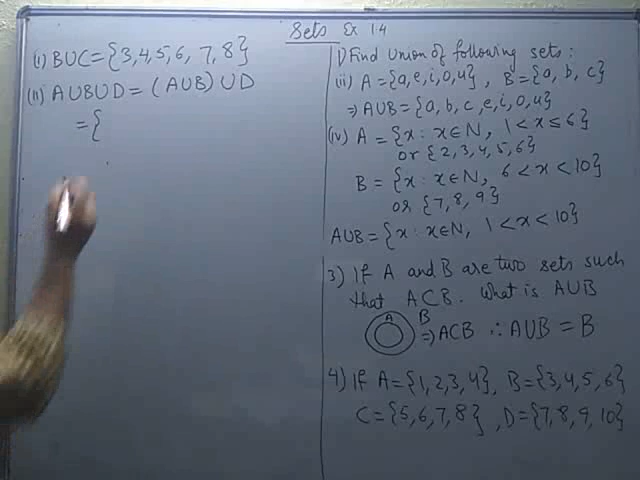 Sets Ex 1.4
(i) B∪C = {3,4,5,6, 7, 8}
(ii) A∪B∪D = (A∪B) ∪D
= {
1) Find Union of following sets :
ii) A = {a,e,i,o,u} , B = {a, b, c}
⇒ A∪B = {a, b, c, e, i, o, u}
(iv) A = {x : x∈N, 1 < x ≤ 6}
or {2, 3, 4, 5, 6}
B = {x : x∈N, 6 < x < 10}
or {7, 8, 9}
A∪B = {x : x∈N, 1 < x < 10}
3) If A and B are two sets such
that A⊂B. What is A∪B
A B ⇒ A⊂B ∴ A∪B = B
4) If A = {1, 2, 3, 4}, B = {3, 4, 5, 6}
C = {5, 6, 7, 8} , D = {7, 8, 9, 10}